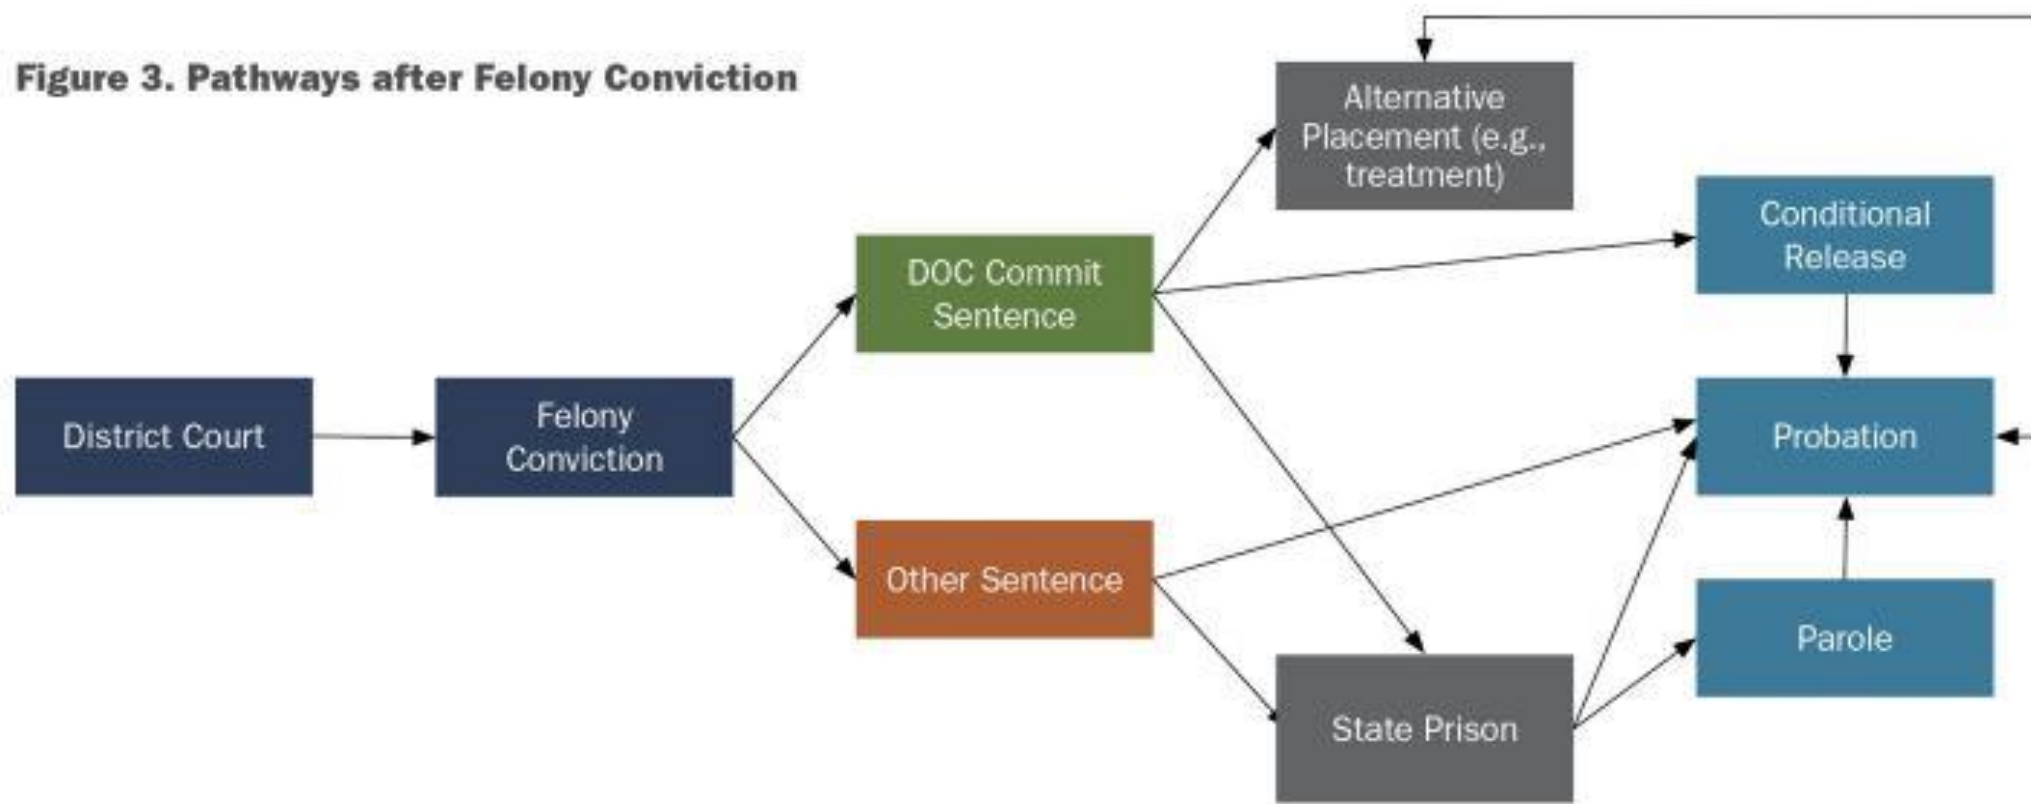 Figure 3. Pathways after Felony Conviction
Alternative
Placement (e.g.,
treatment)
Conditional
Release
DOC Commit
Sentence
District Court
Felony
Conviction
Probation
Other Sentence
Parole
State Prison